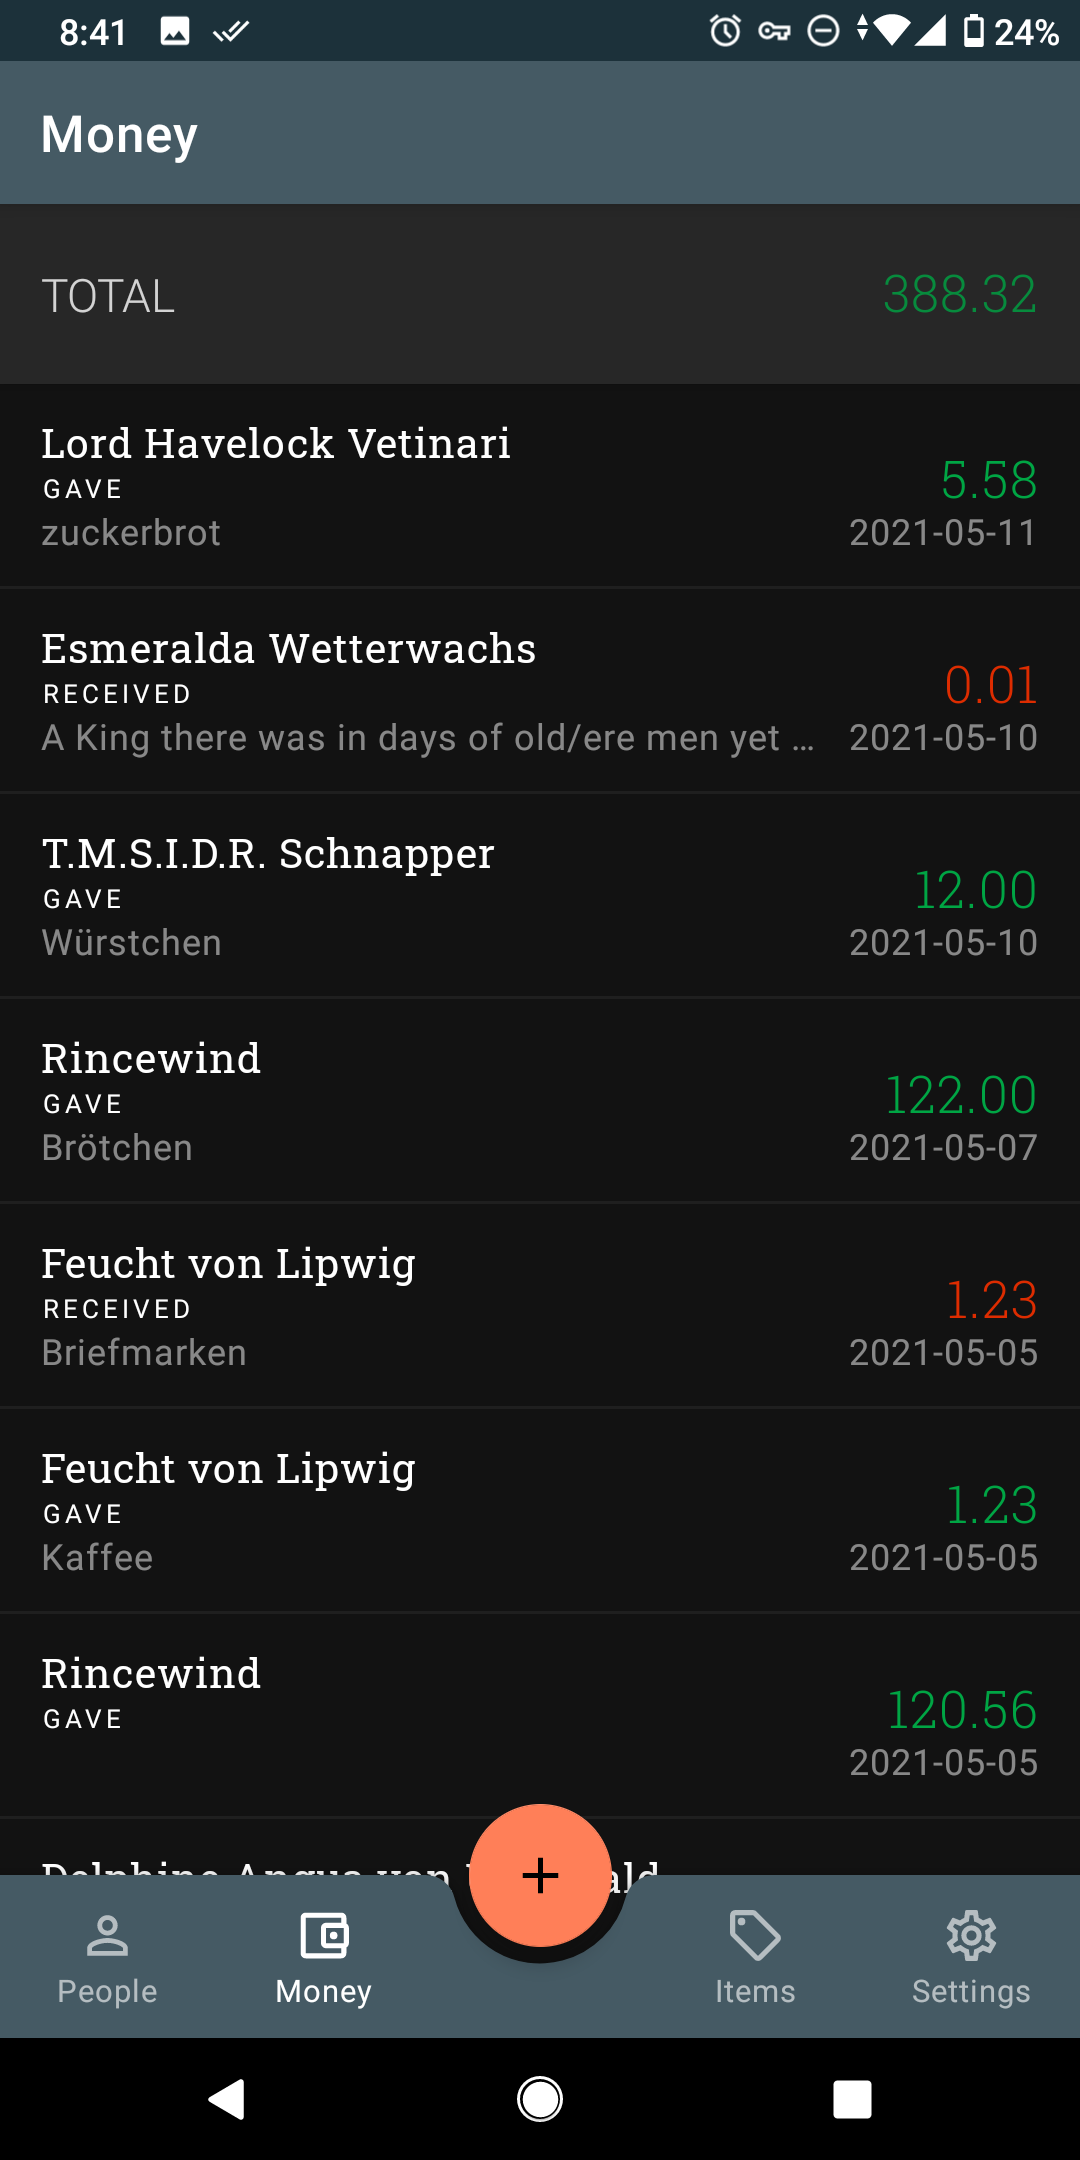 8:41 24%
Money
TOTAL 388.32
Lord Havelock Vetinari
GAVE 5.58
zuckerbrot 2021-05-11
Esmeralda Wetterwachs
RECEIVED 0.01
A King there was in days of old/ere men yet ... 2021-05-10
T.M.S.I.D.R. Schnapper
GAVE 12.00
Würstchen 2021-05-10
Rincewind
GAVE 122.00
Brötchen 2021-05-07
Feucht von Lipwig
RECEIVED 1.23
Briefmarken 2021-05-05
Feucht von Lipwig
GAVE 1.23
Kaffee 2021-05-05
Rincewind
GAVE 120.56
2021-05-05
Delphine Angua von
People Money Items Settings